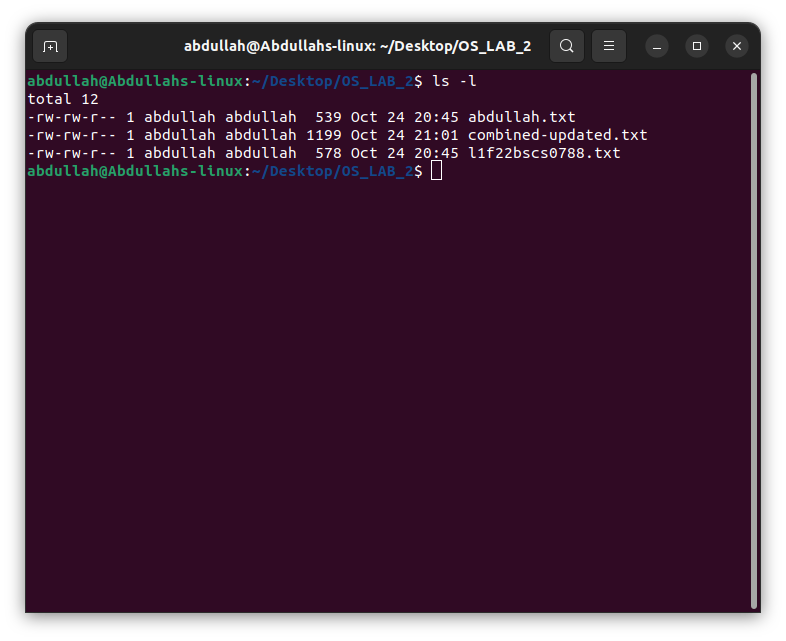 abdullah@Abdullahs-linux: ~/Desktop/OS_LAB_2
abdullah@Abdullahs-linux:~/Desktop/OS_LAB_2$ ls -l
total 12
-rw-rw-r-- 1 abdullah abdullah  539 Oct 24 20:45 abdullah.txt
-rw-rw-r-- 1 abdullah abdullah 1199 Oct 24 21:01 combined-updated.txt
-rw-rw-r-- 1 abdullah abdullah  578 Oct 24 20:45 l1f22bscs0788.txt
abdullah@Abdullahs-linux:~/Desktop/OS_LAB_2$